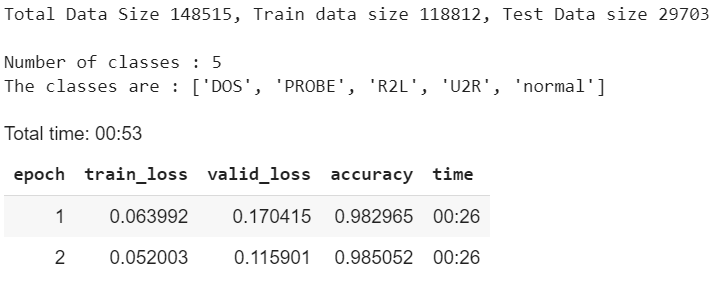 Total Data Size 148515, Train data size 118812, Test Data size 29703
Number of classes : 5
The classes are : ['DOS', 'PROBE', 'R2L', 'U2R', 'normal']
Total time: 00:53
epoch train_loss valid_loss accuracy time
1 0.063992 0.170415 0.982965 00:26
2 0.052003 0.115901 0.985052 00:26